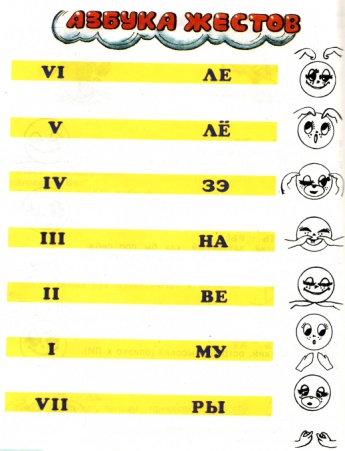 АЗБУКА ЖЕСТОВ
VI ЛЕ
V ЛЁ
IV ЗЭ
III НА
II ВЕ
I МУ
VII РЫ